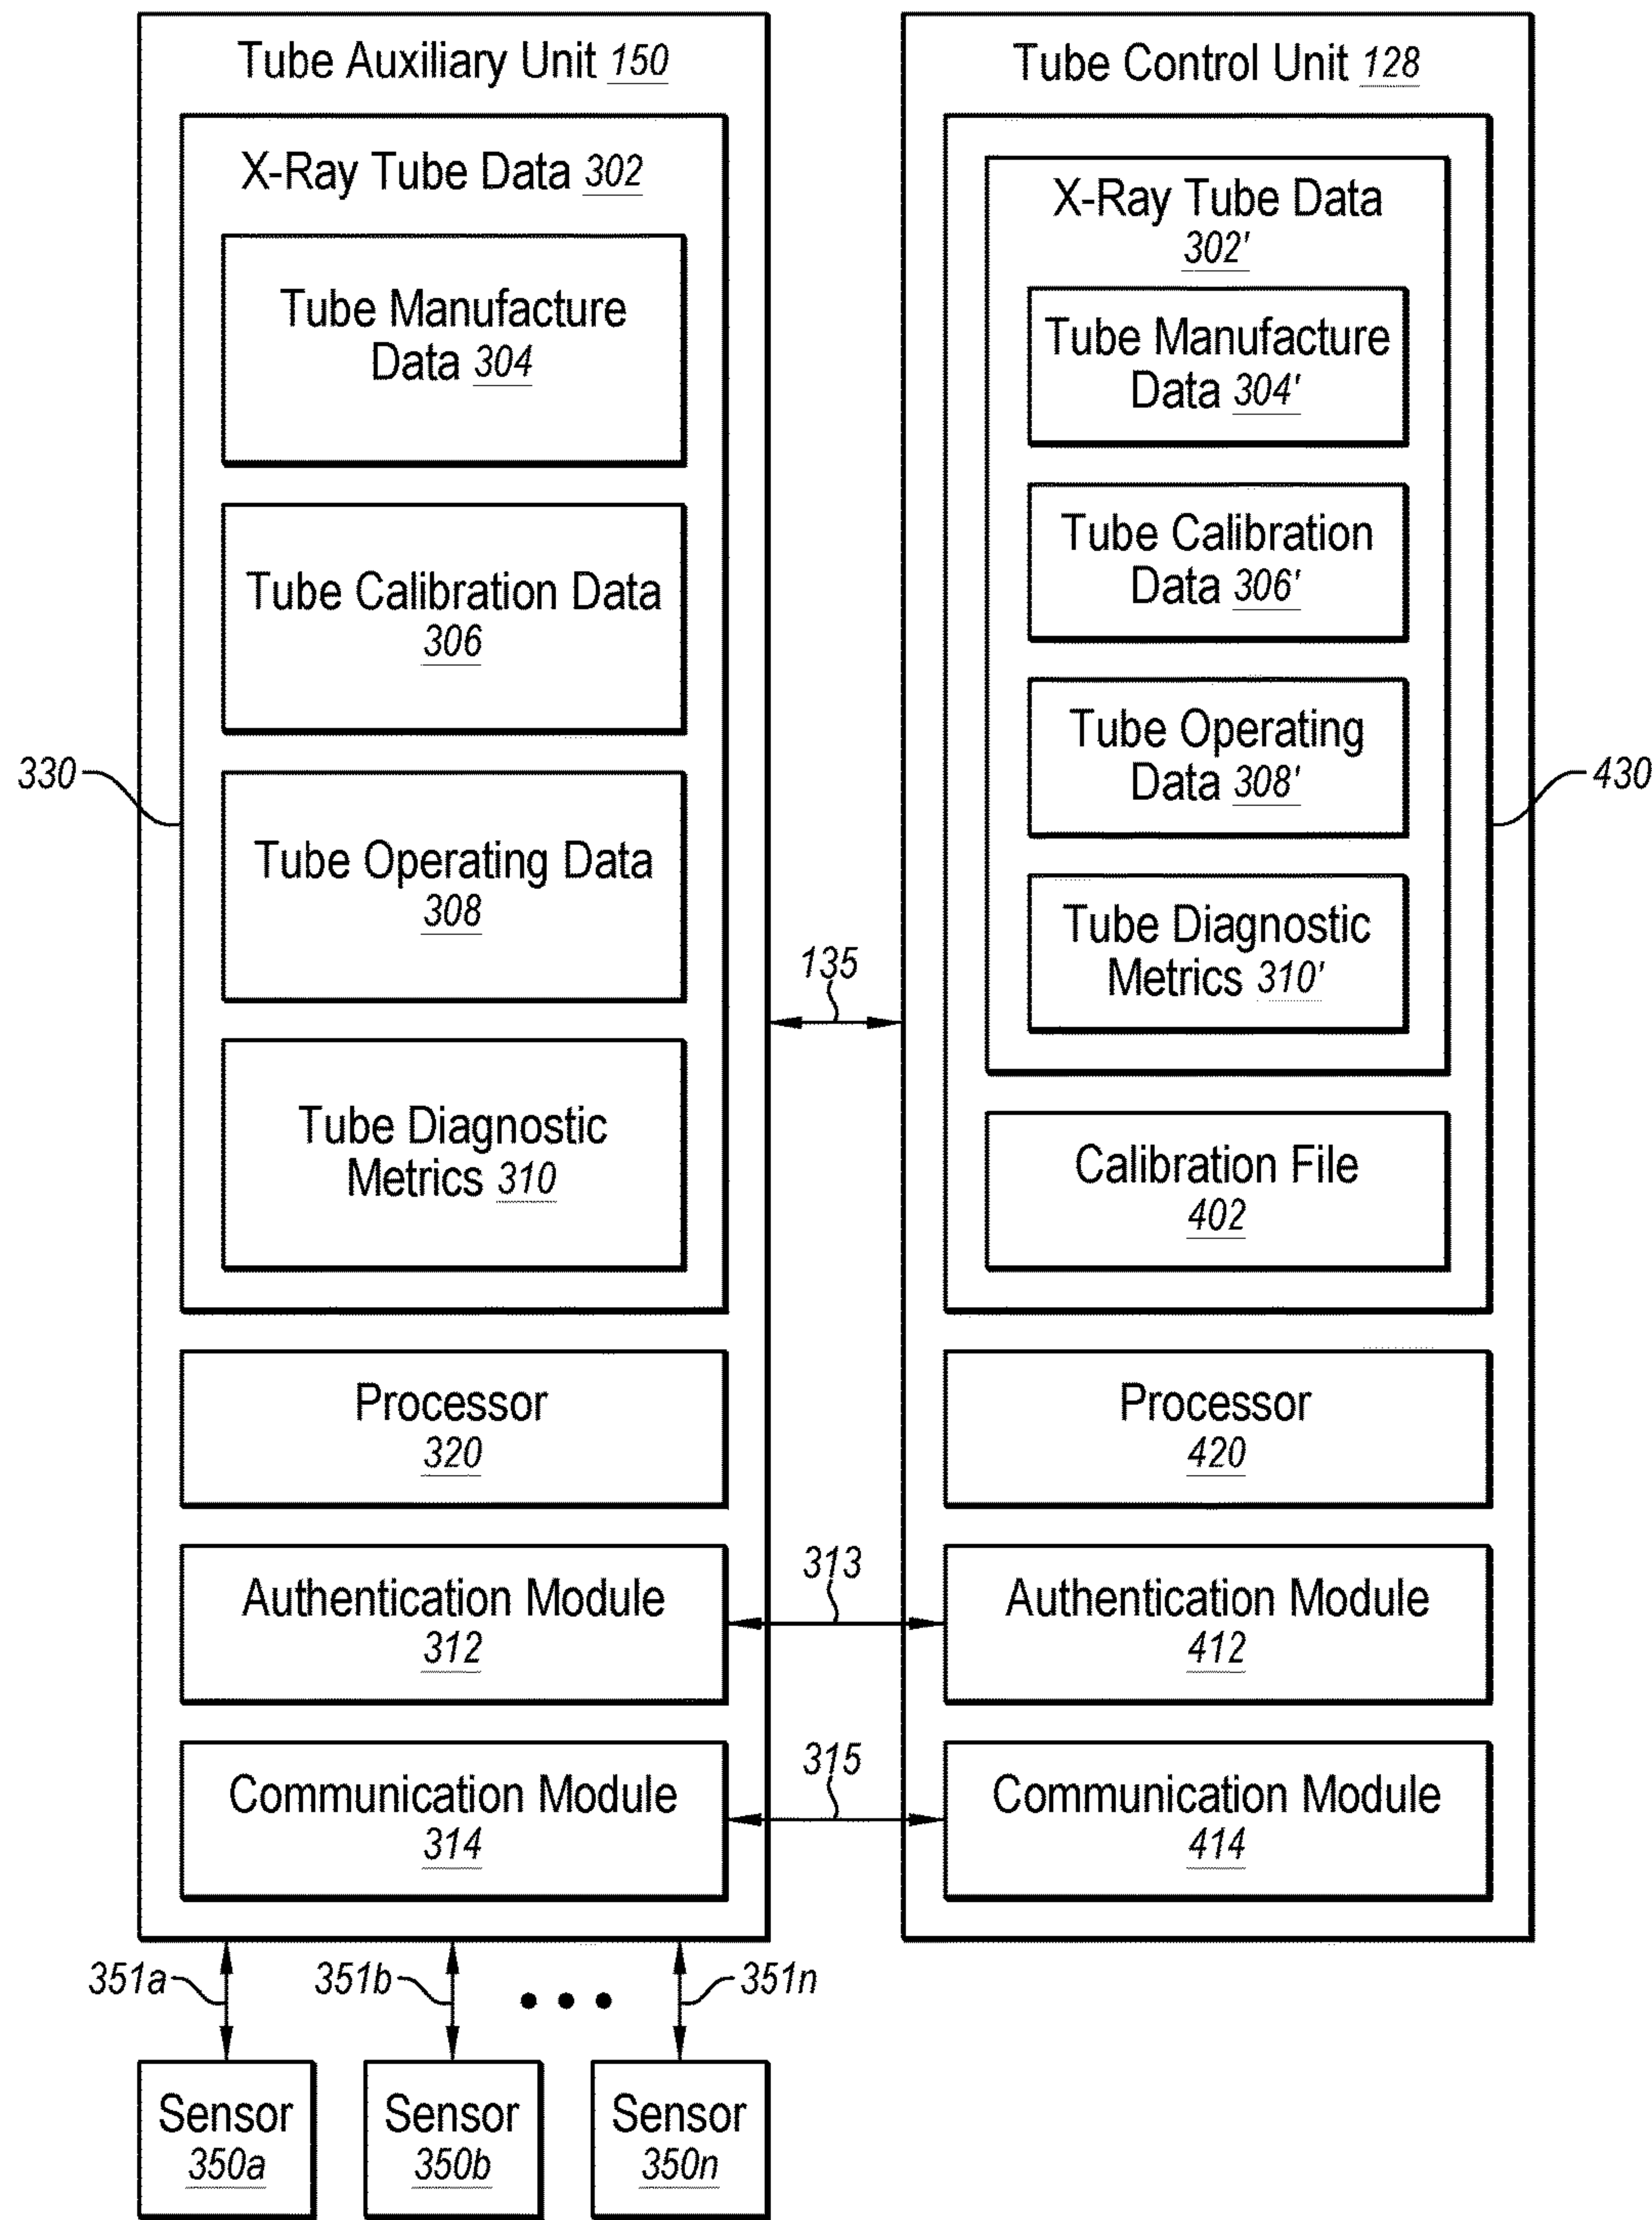 Tube Auxiliary Unit 150
X-Ray Tube Data 302
Tube Manufacture
Data 304
Tube Calibration Data
306
Tube Operating Data
308
Tube Diagnostic
Metrics 310
Processor
320
Authentication Module
312
Communication Module
314
330
135
313
315
Tube Control Unit 128
X-Ray Tube Data
302'
Tube Manufacture
Data 304'
Tube Calibration
Data 306'
Tube Operating
Data 308'
Tube Diagnostic
Metrics 310'
Calibration File
402
Processor
420
Authentication Module
412
Communication Module
414
430
351a
351b
• • •
351n
Sensor
350a
Sensor
350b
Sensor
350n